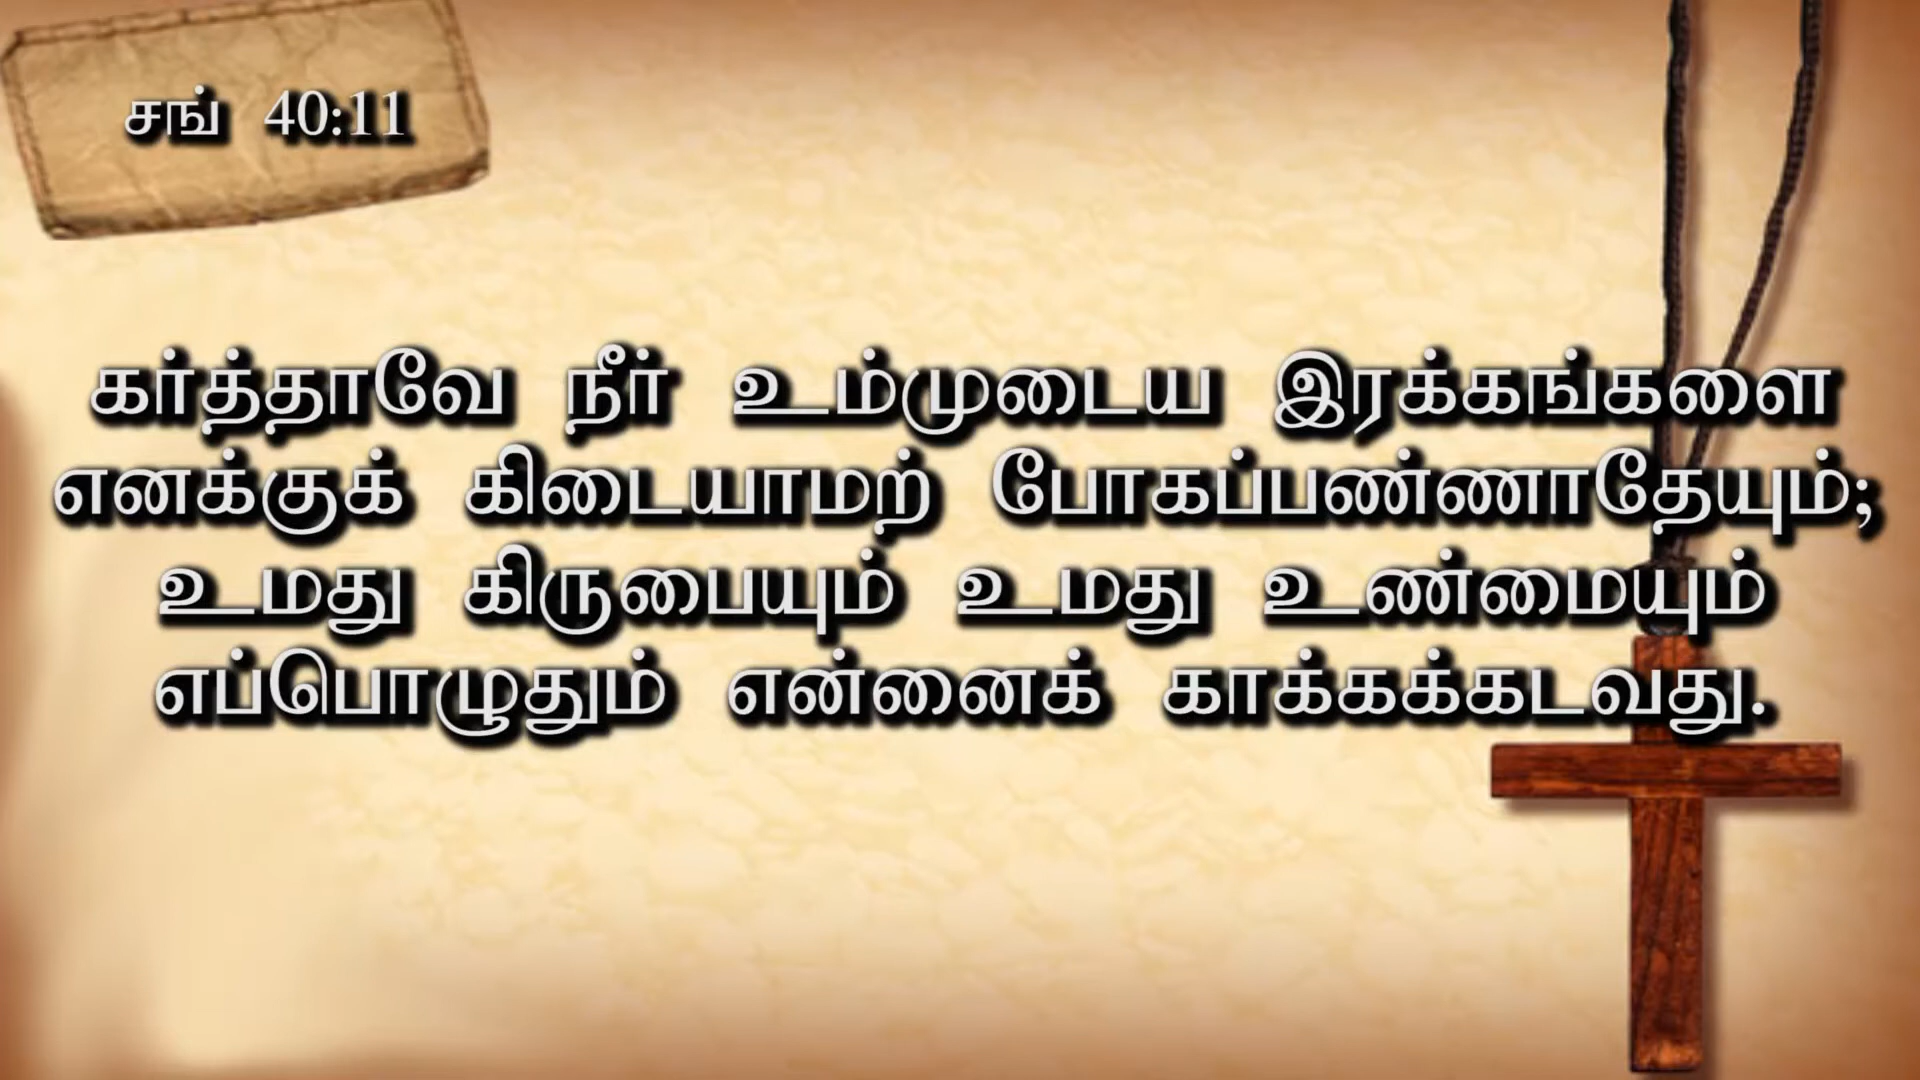 சங் 40:11
கர்த்தாவே நீர் உம்முடைய இரக்கங்களை
எனக்குக் கிடையாமற் போகப்பண்ணாதேயும்;
உமது கிருபையும் உமது உண்மையும்
எப்பொழுதும் என்னைக் காக்கக்கடவது.